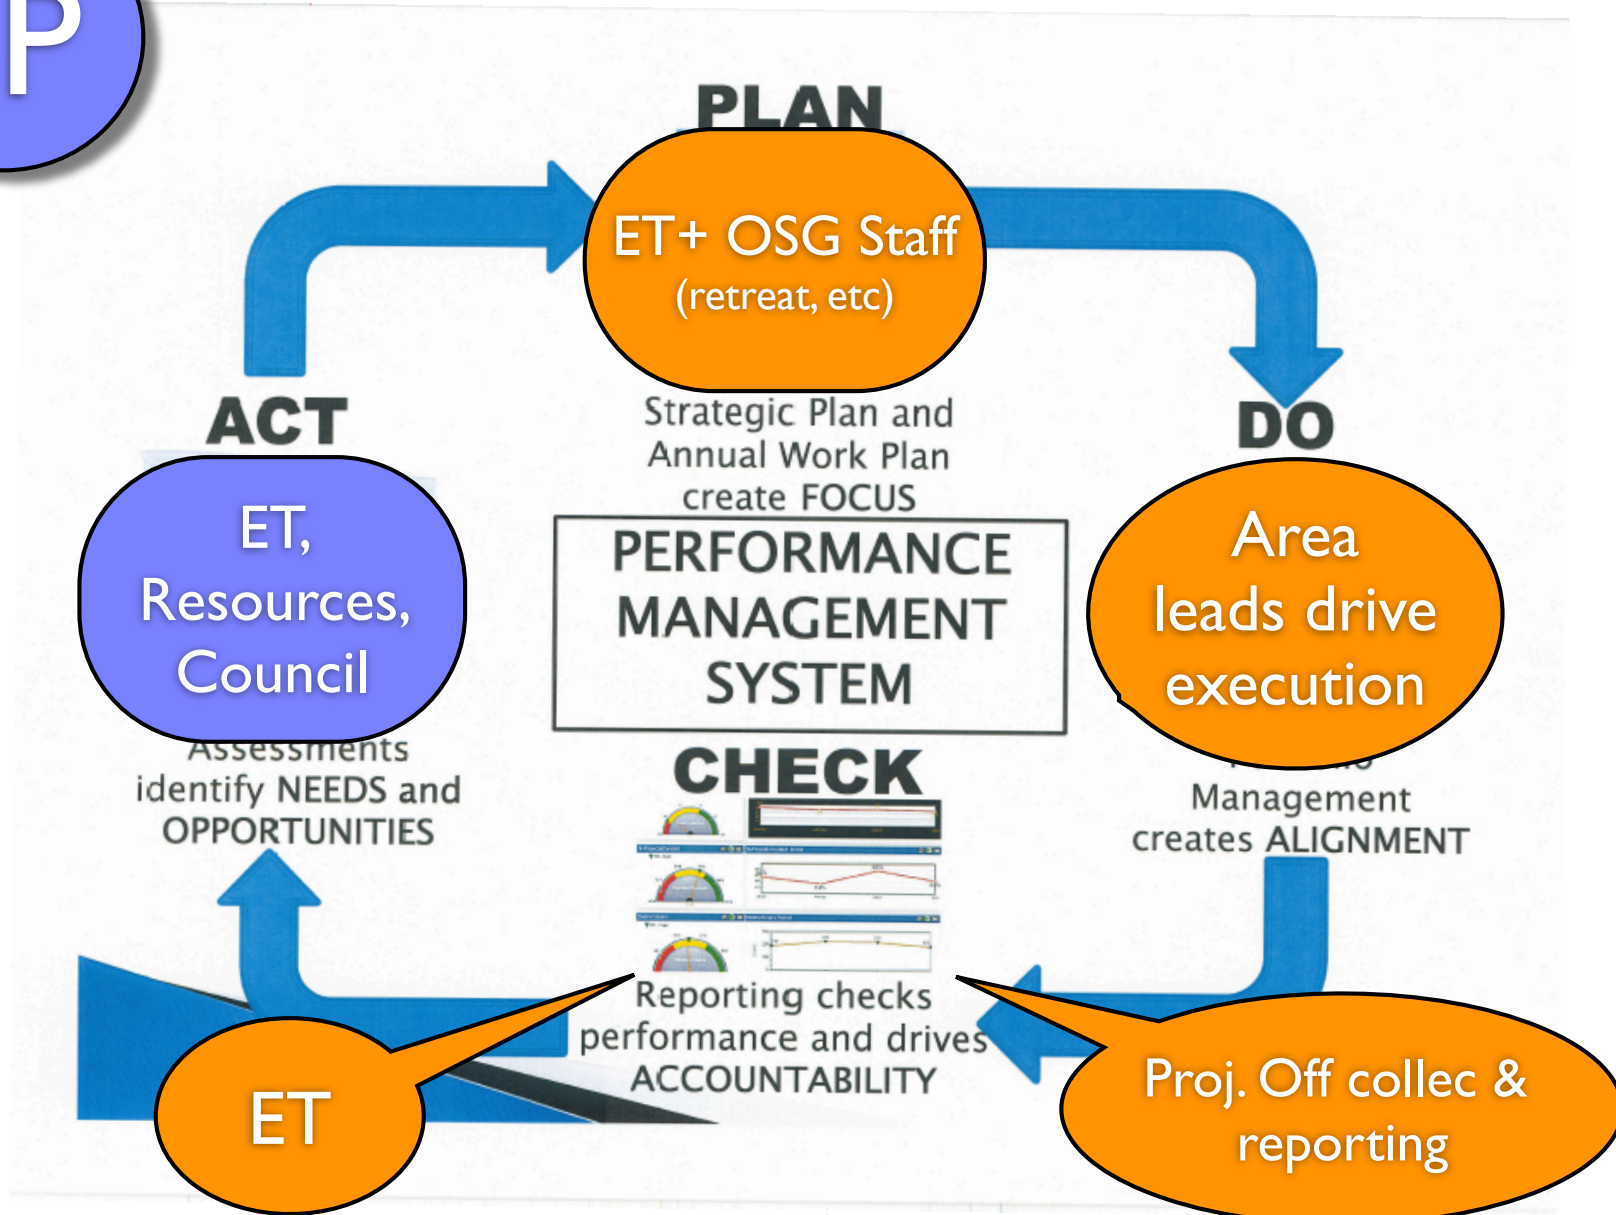 P
PLAN
ET+ OSG Staff
(retreat, etc)
Strategic Plan and
Annual Work Plan
create FOCUS
ACT
ET,
Resources,
Council
Assessments
identify NEEDS and
OPPORTUNITIES
PERFORMANCE
MANAGEMENT
SYSTEM
DO
Area
leads drive
execution
Management
creates ALIGNMENT
CHECK
Reporting checks
performance and drives
ACCOUNTABILITY
ET
Proj. Off collec &
reporting